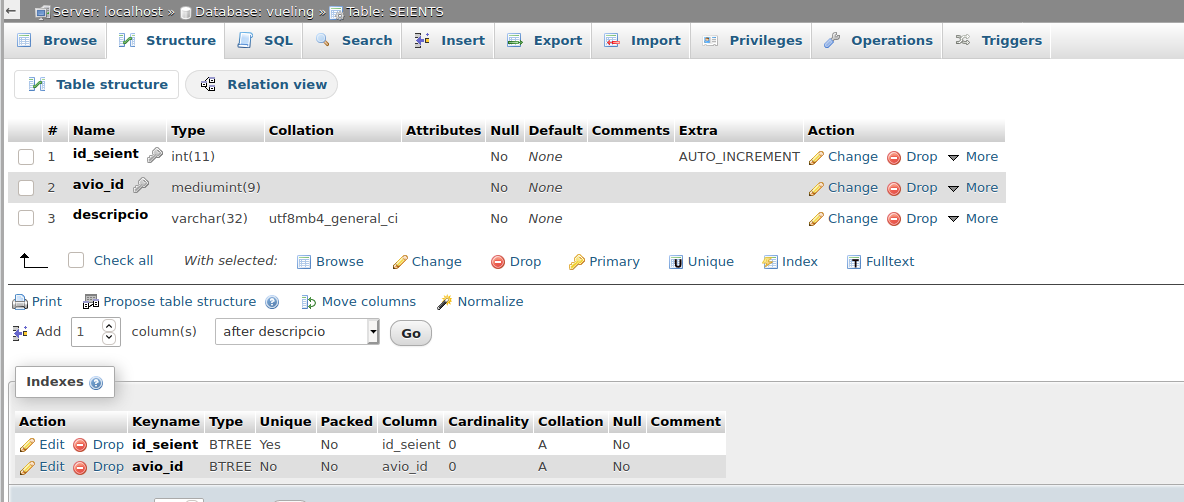 Server: localhost » Database: vueling » Table: SEIENTS
Browse Structure SQL Search Insert Export Import Privileges Operations Triggers
Table structure Relation view
# Name Type Collation Attributes Null Default Comments Extra Action
1 id_seient int(11) No None AUTO_INCREMENT Change Drop More
2 avio_id mediumint(9) No None Change Drop More
3 descripcio varchar(32) utf8mb4_general_ci No None Change Drop More
Check all With selected: Browse Change Drop Primary Unique Index Fulltext
Print Propose table structure Move columns Normalize
Add 1 column(s) after descripcio Go
Indexes
Action Keyname Type Unique Packed Column Cardinality Collation Null Comment
Edit Drop id_seient BTREE Yes No id_seient 0 A No
Edit Drop avio_id BTREE No No avio_id 0 A No